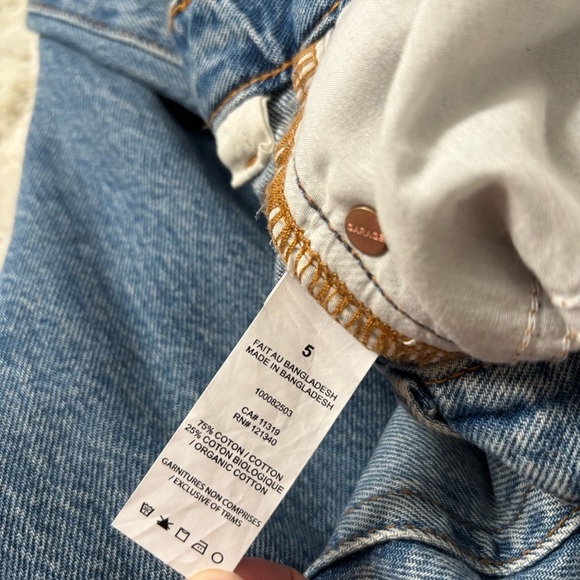 GARAGE
5
FAIT AU BANGLADESH
MADE IN BANGLADESH
100082503
CA# 11319
RN# 121340
75% COTON / COTTON
25% COTON BIOLOGIQUE
/ ORGANIC COTTON
GARNITURES NON COMPRISES
/ EXCLUSIVE OF TRIMS